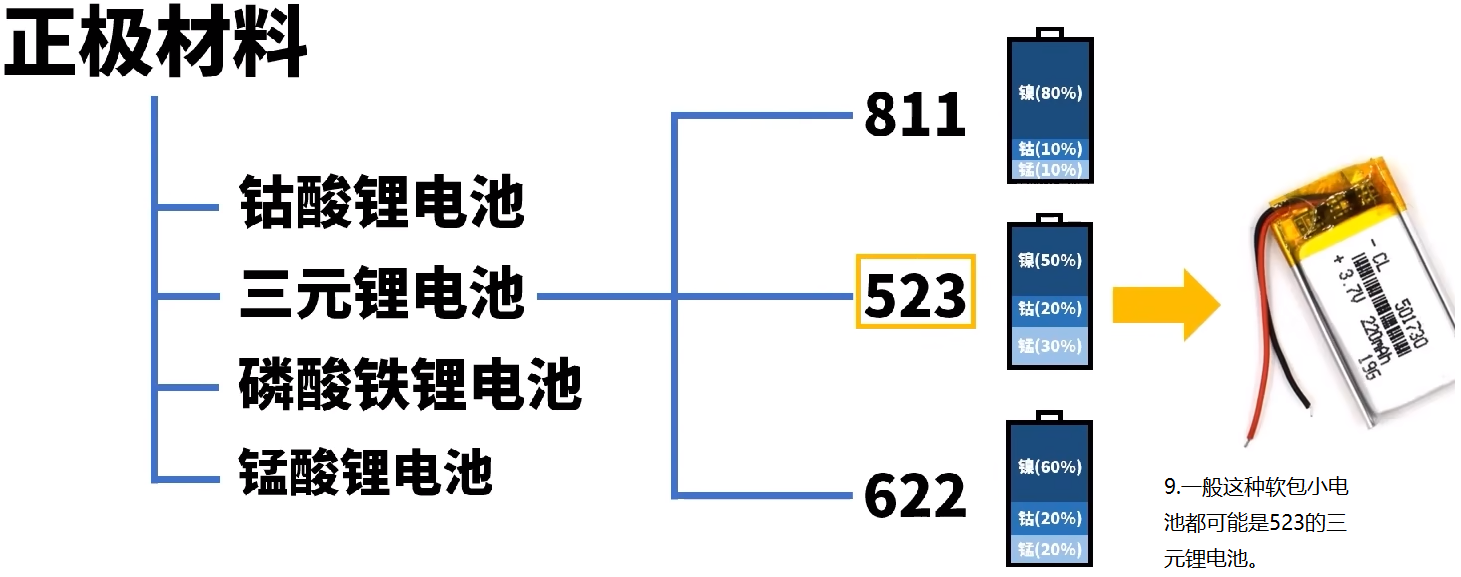 正极材料
钴酸锂电池
三元锂电池
磷酸铁锂电池
锰酸锂电池
811
523
622
镍(80%)
钴(10%)
锰(10%)
镍(50%)
钴(20%)
锰(30%)
镍(60%)
钴(20%)
锰(20%)
- CL 501730
+ 3.7V 220mAh
19G
9.一般这种软包小电
池都可能是523的三
元锂电池。